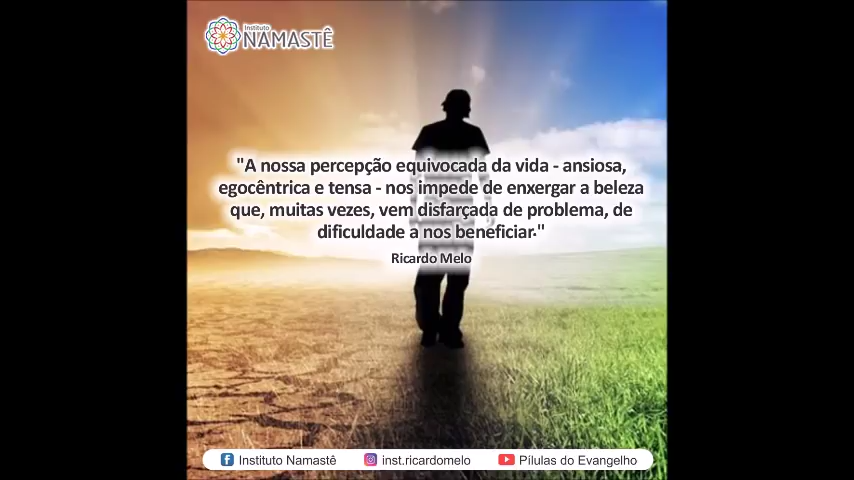 Instituto
NAMASTÊ
"A nossa percepção equivocada da vida - ansiosa,
egocêntrica e tensa - nos impede de enxergar a beleza
que, muitas vezes, vem disfarçada de problema, de
dificuldade a nos beneficiar."
Ricardo Melo
Instituto Namastê inst.ricardomelo Pílulas do Evangelho